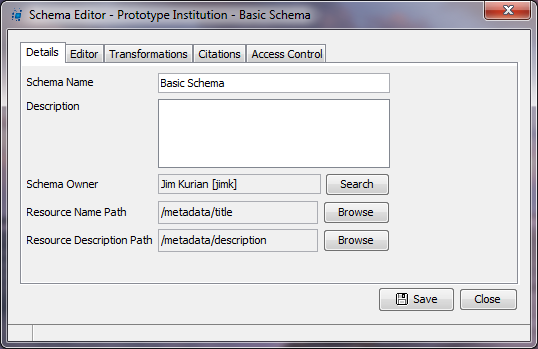 Schema Editor - Prototype Institution - Basic Schema
Details Editor Transformations Citations Access Control
Schema Name Basic Schema
Description
Schema Owner Jim Kurian [jimk] Search
Resource Name Path /metadata/title Browse
Resource Description Path /metadata/description Browse
Save Close